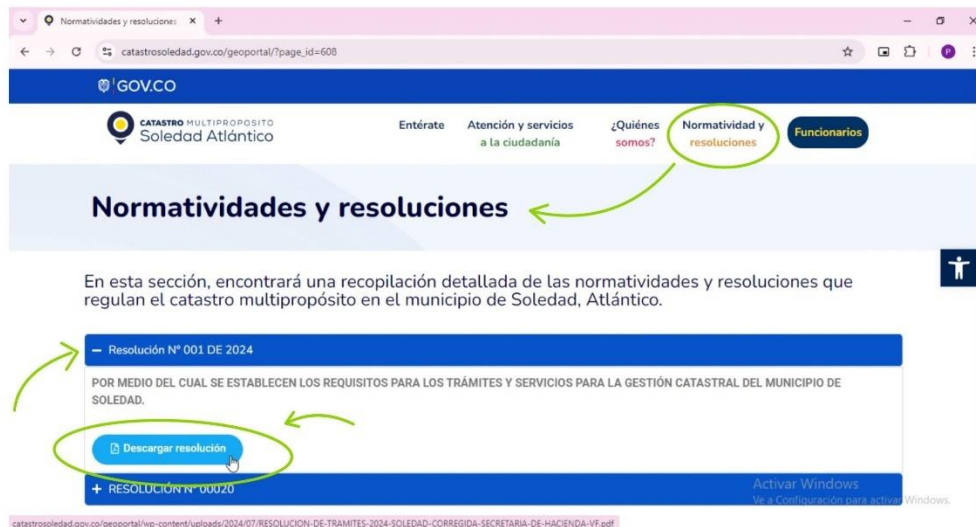 Normatividades y resoluciones
catastrosoledad.gov.co/geoportal/?page_id=608
P
GOV.CO
CATASTRO MULTIPROPOSITO
Soledad Atlántico
Entérate
Atención y servicios
a la ciudadanía
¿Quiénes
somos?
Normatividad y
resoluciones
Funcionarios
Normatividades y resoluciones
En esta sección, encontrará una recopilación detallada de las normatividades y resoluciones que
regulan el catastro multipropósito en el municipio de Soledad, Atlántico.
Resolución Nº 001 DE 2024
POR MEDIO DEL CUAL SE ESTABLECEN LOS REQUISITOS PARA LOS TRÁMITES Y SERVICIOS PARA LA GESTIÓN CATASTRAL DEL MUNICIPIO DE
SOLEDAD.
Descargar resolución
RESOLUCIÓN Nº 00020
Activar Windows
Ve a Configuración para activar Windows.
catastrosoledad.gov.co/geoportal/wp-content/uploads/2024/07/RESOLUCION-DE-TRAMITES-2024-SOLEDAD-CORREGIDA-SECRETARIA-DE-HACIENDA-VF.pdf